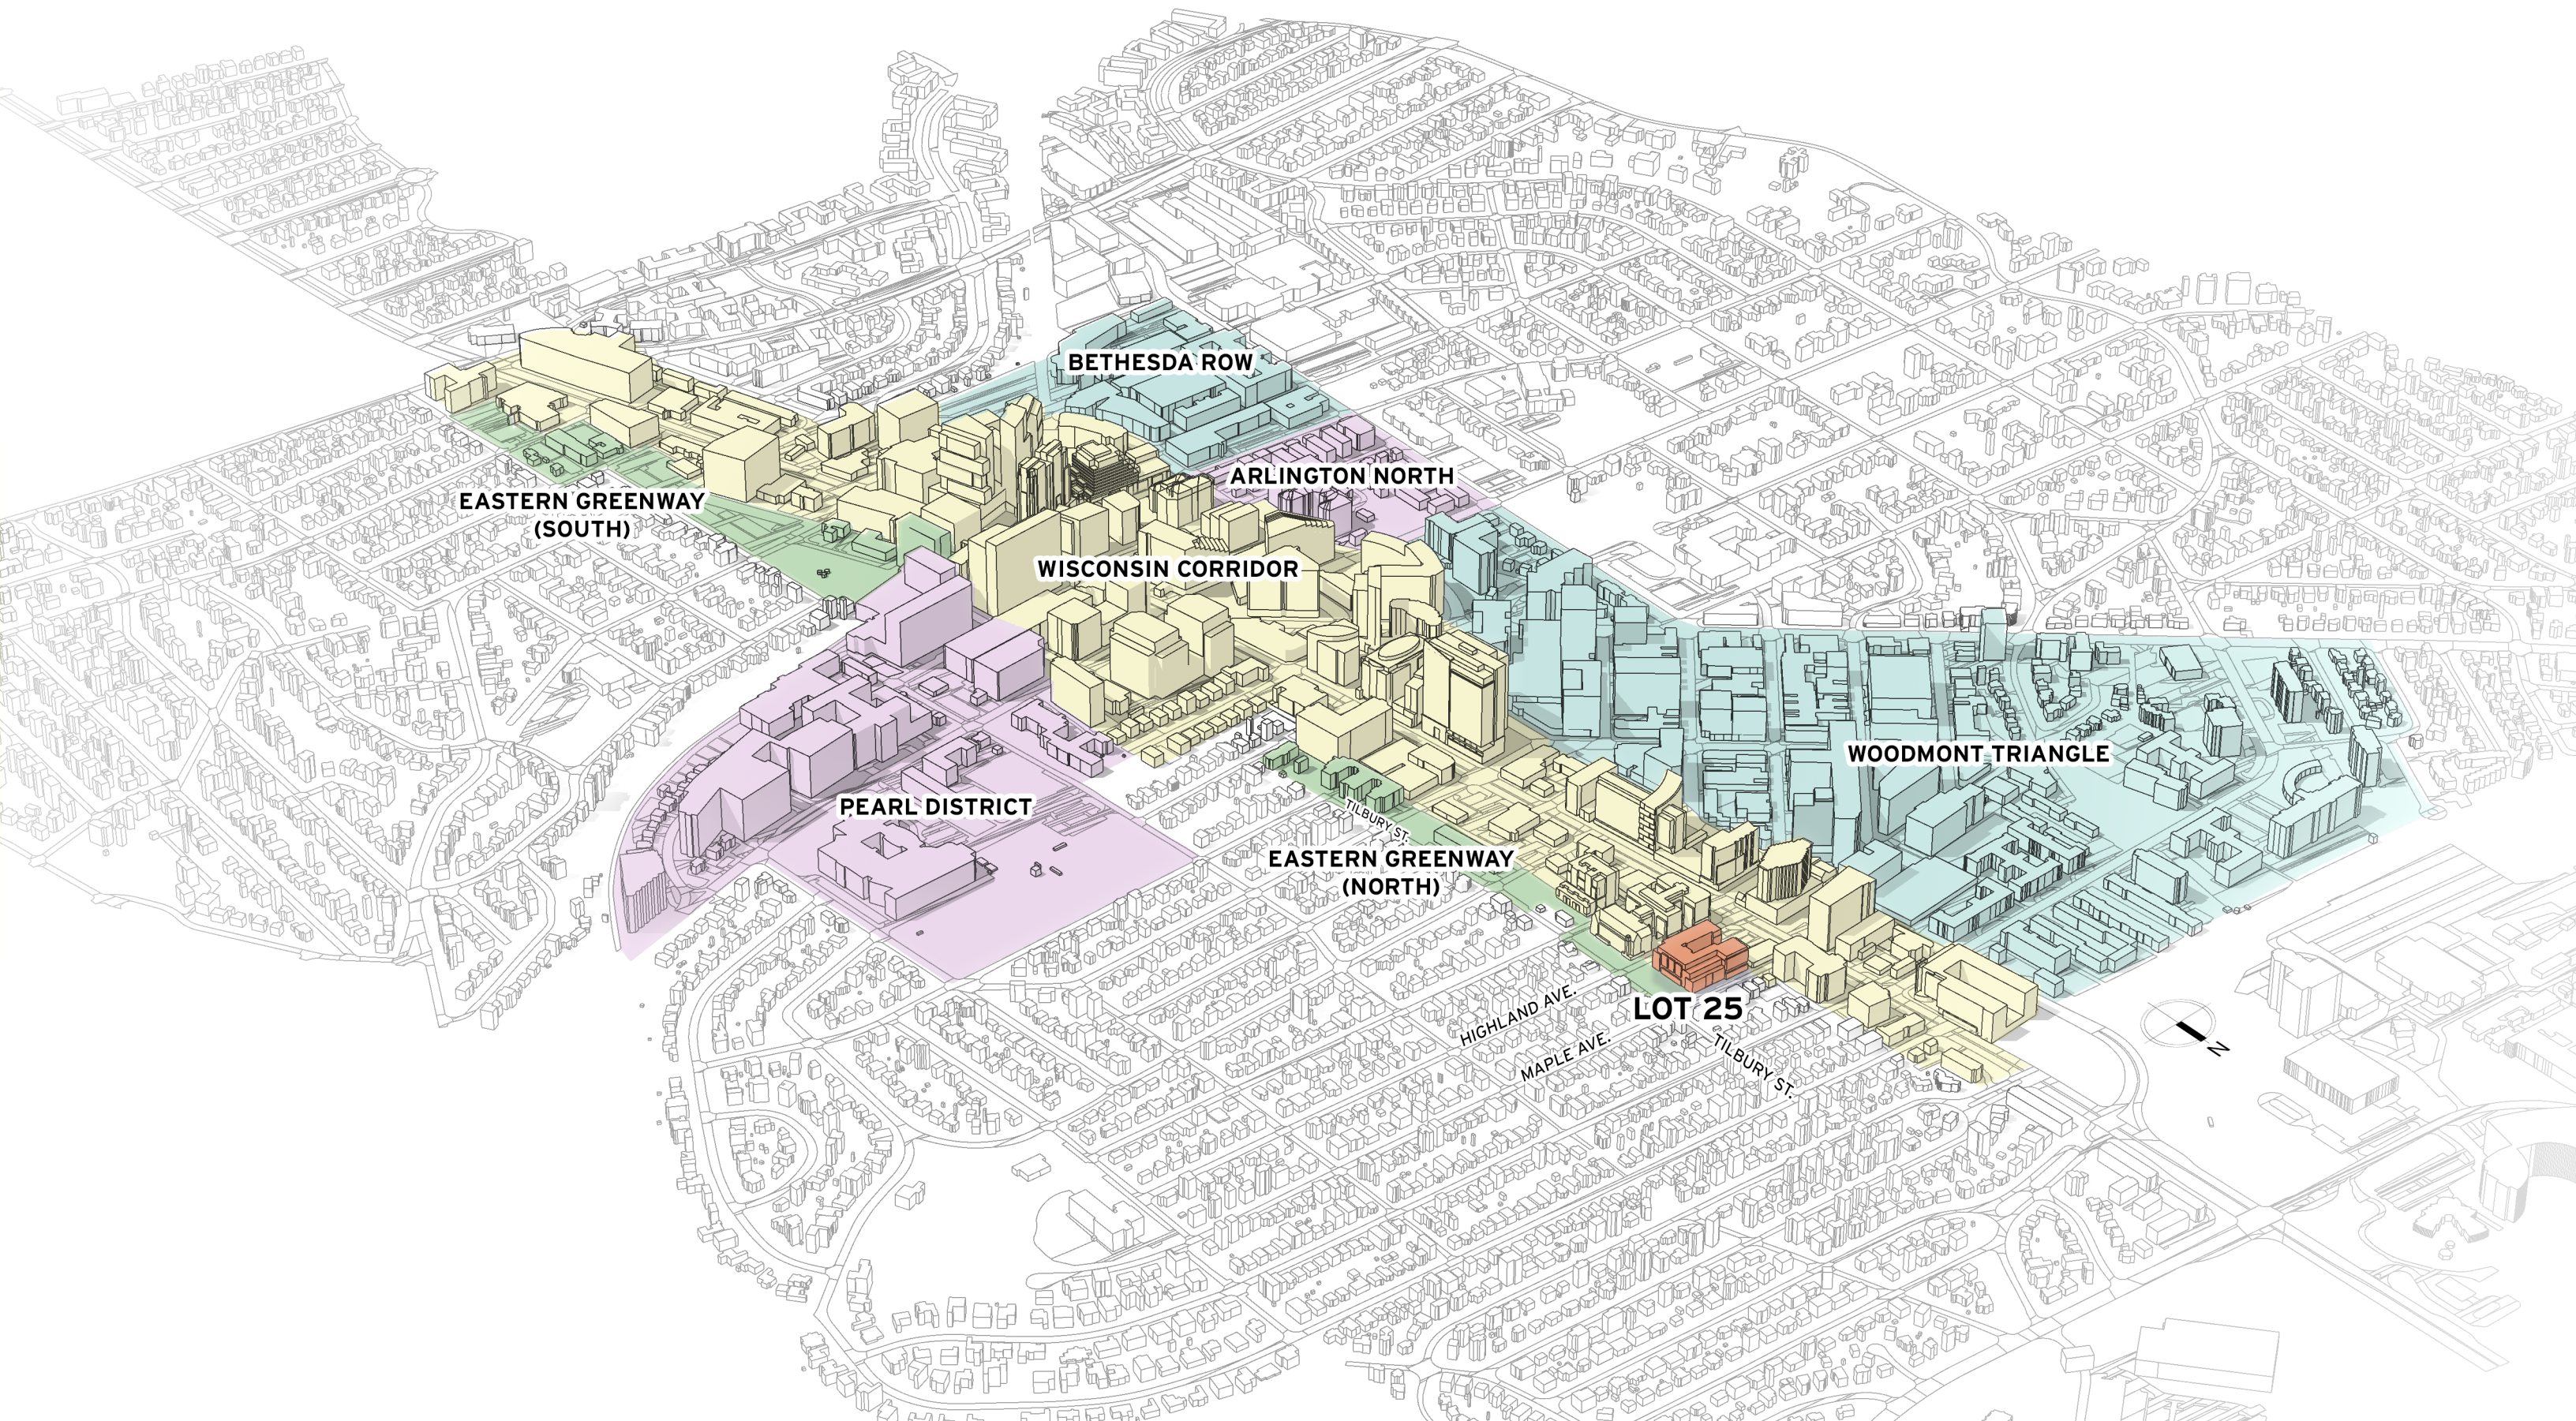 BETHESDA ROW
ARLINGTON NORTH
EASTERN GREENWAY
(SOUTH)
WISCONSIN CORRIDOR
WOODMONT TRIANGLE
PEARL DISTRICT
TILBURY ST.
EASTERN GREENWAY
(NORTH)
LOT 25
HIGHLAND AVE.
MAPLE AVE.
TILBURY ST.
N